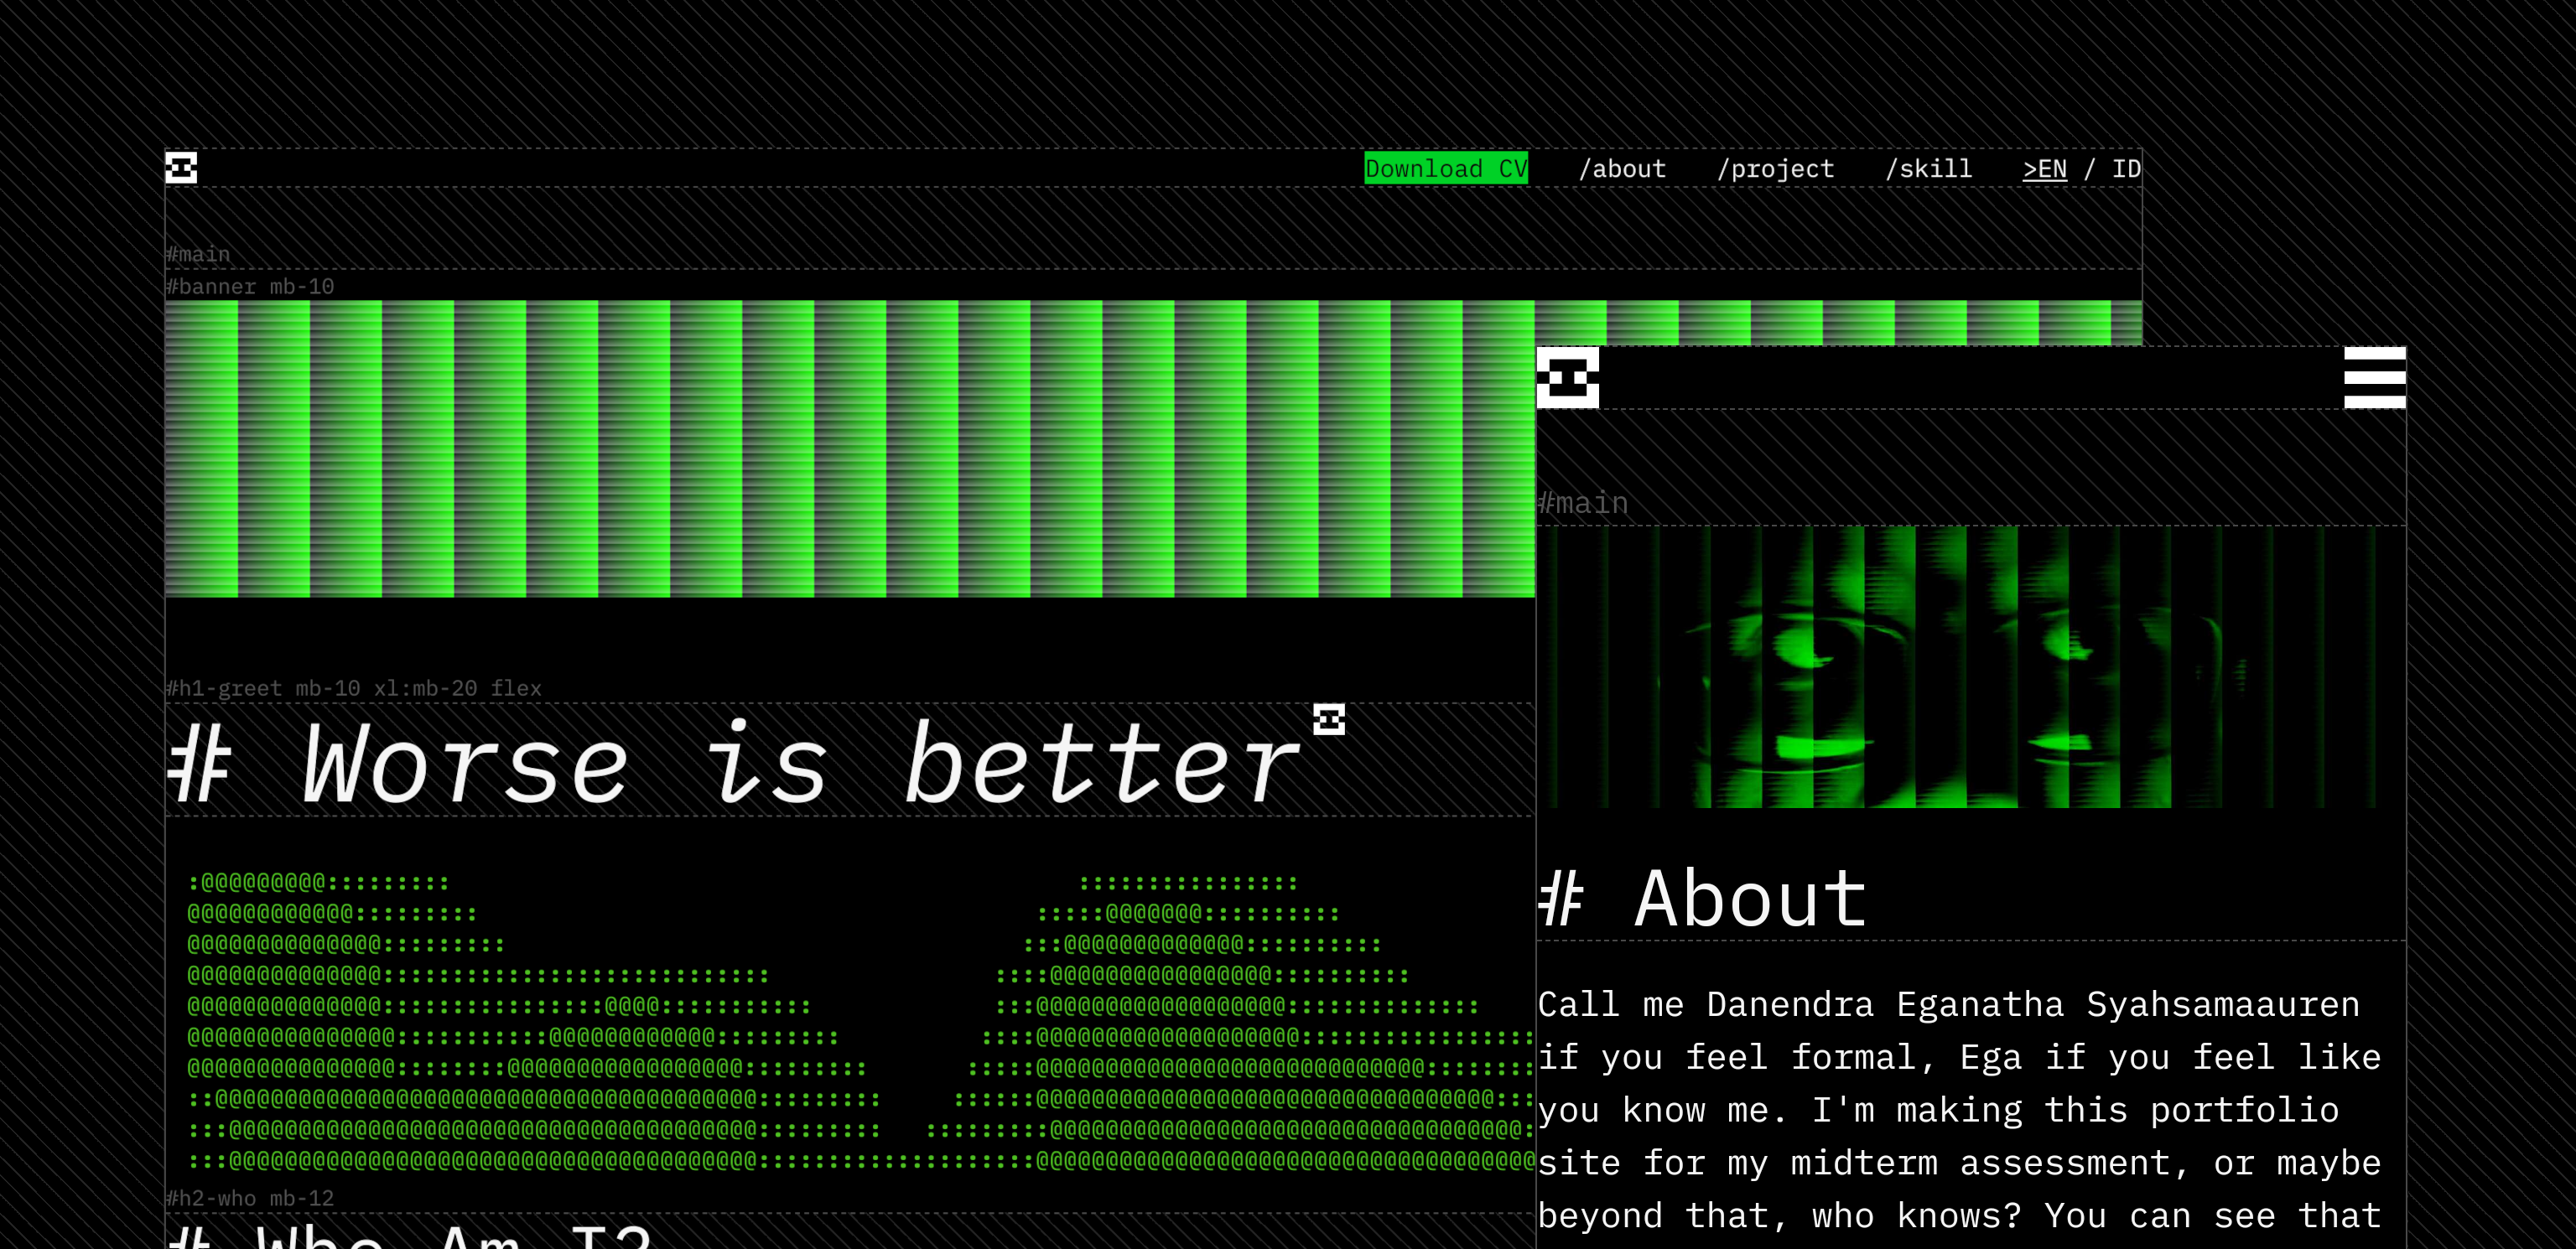 Download CV /about /project /skill >EN / ID
#main
#banner mb-10
#h1-greet mb-10 xl:mb-20 flex
# Worse is better
#h2-who mb-12
# Who Am I?
#main
# About
Call me Danendra Eganatha Syahsamaauren
if you feel formal, Ega if you feel like
you know me. I'm making this portfolio
site for my midterm assessment, or maybe
beyond that, who knows? You can see that